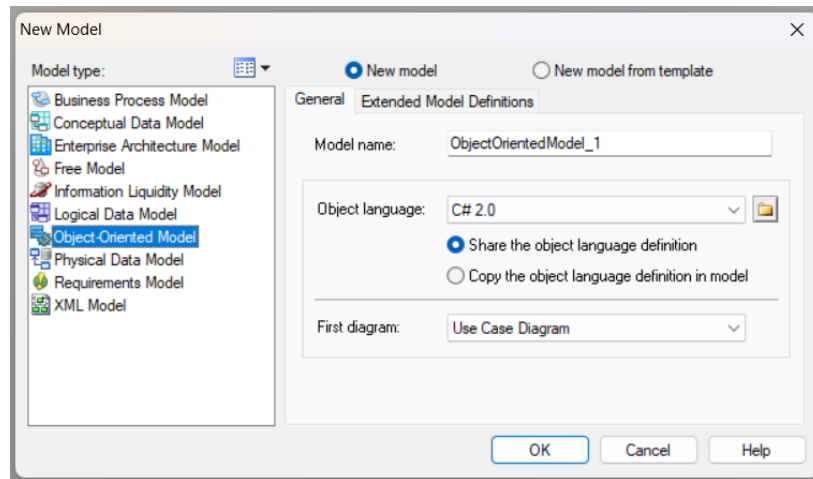 New Model
Model type:
Business Process Model
Conceptual Data Model
Enterprise Architecture Model
Free Model
Information Liquidity Model
Logical Data Model
Object-Oriented Model
Physical Data Model
Requirements Model
XML Model
New model
New model from template
General
Extended Model Definitions
Model name:
ObjectOrientedModel_1
Object language:
C# 2.0
Share the object language definition
Copy the object language definition in model
First diagram:
Use Case Diagram
OK
Cancel
Help